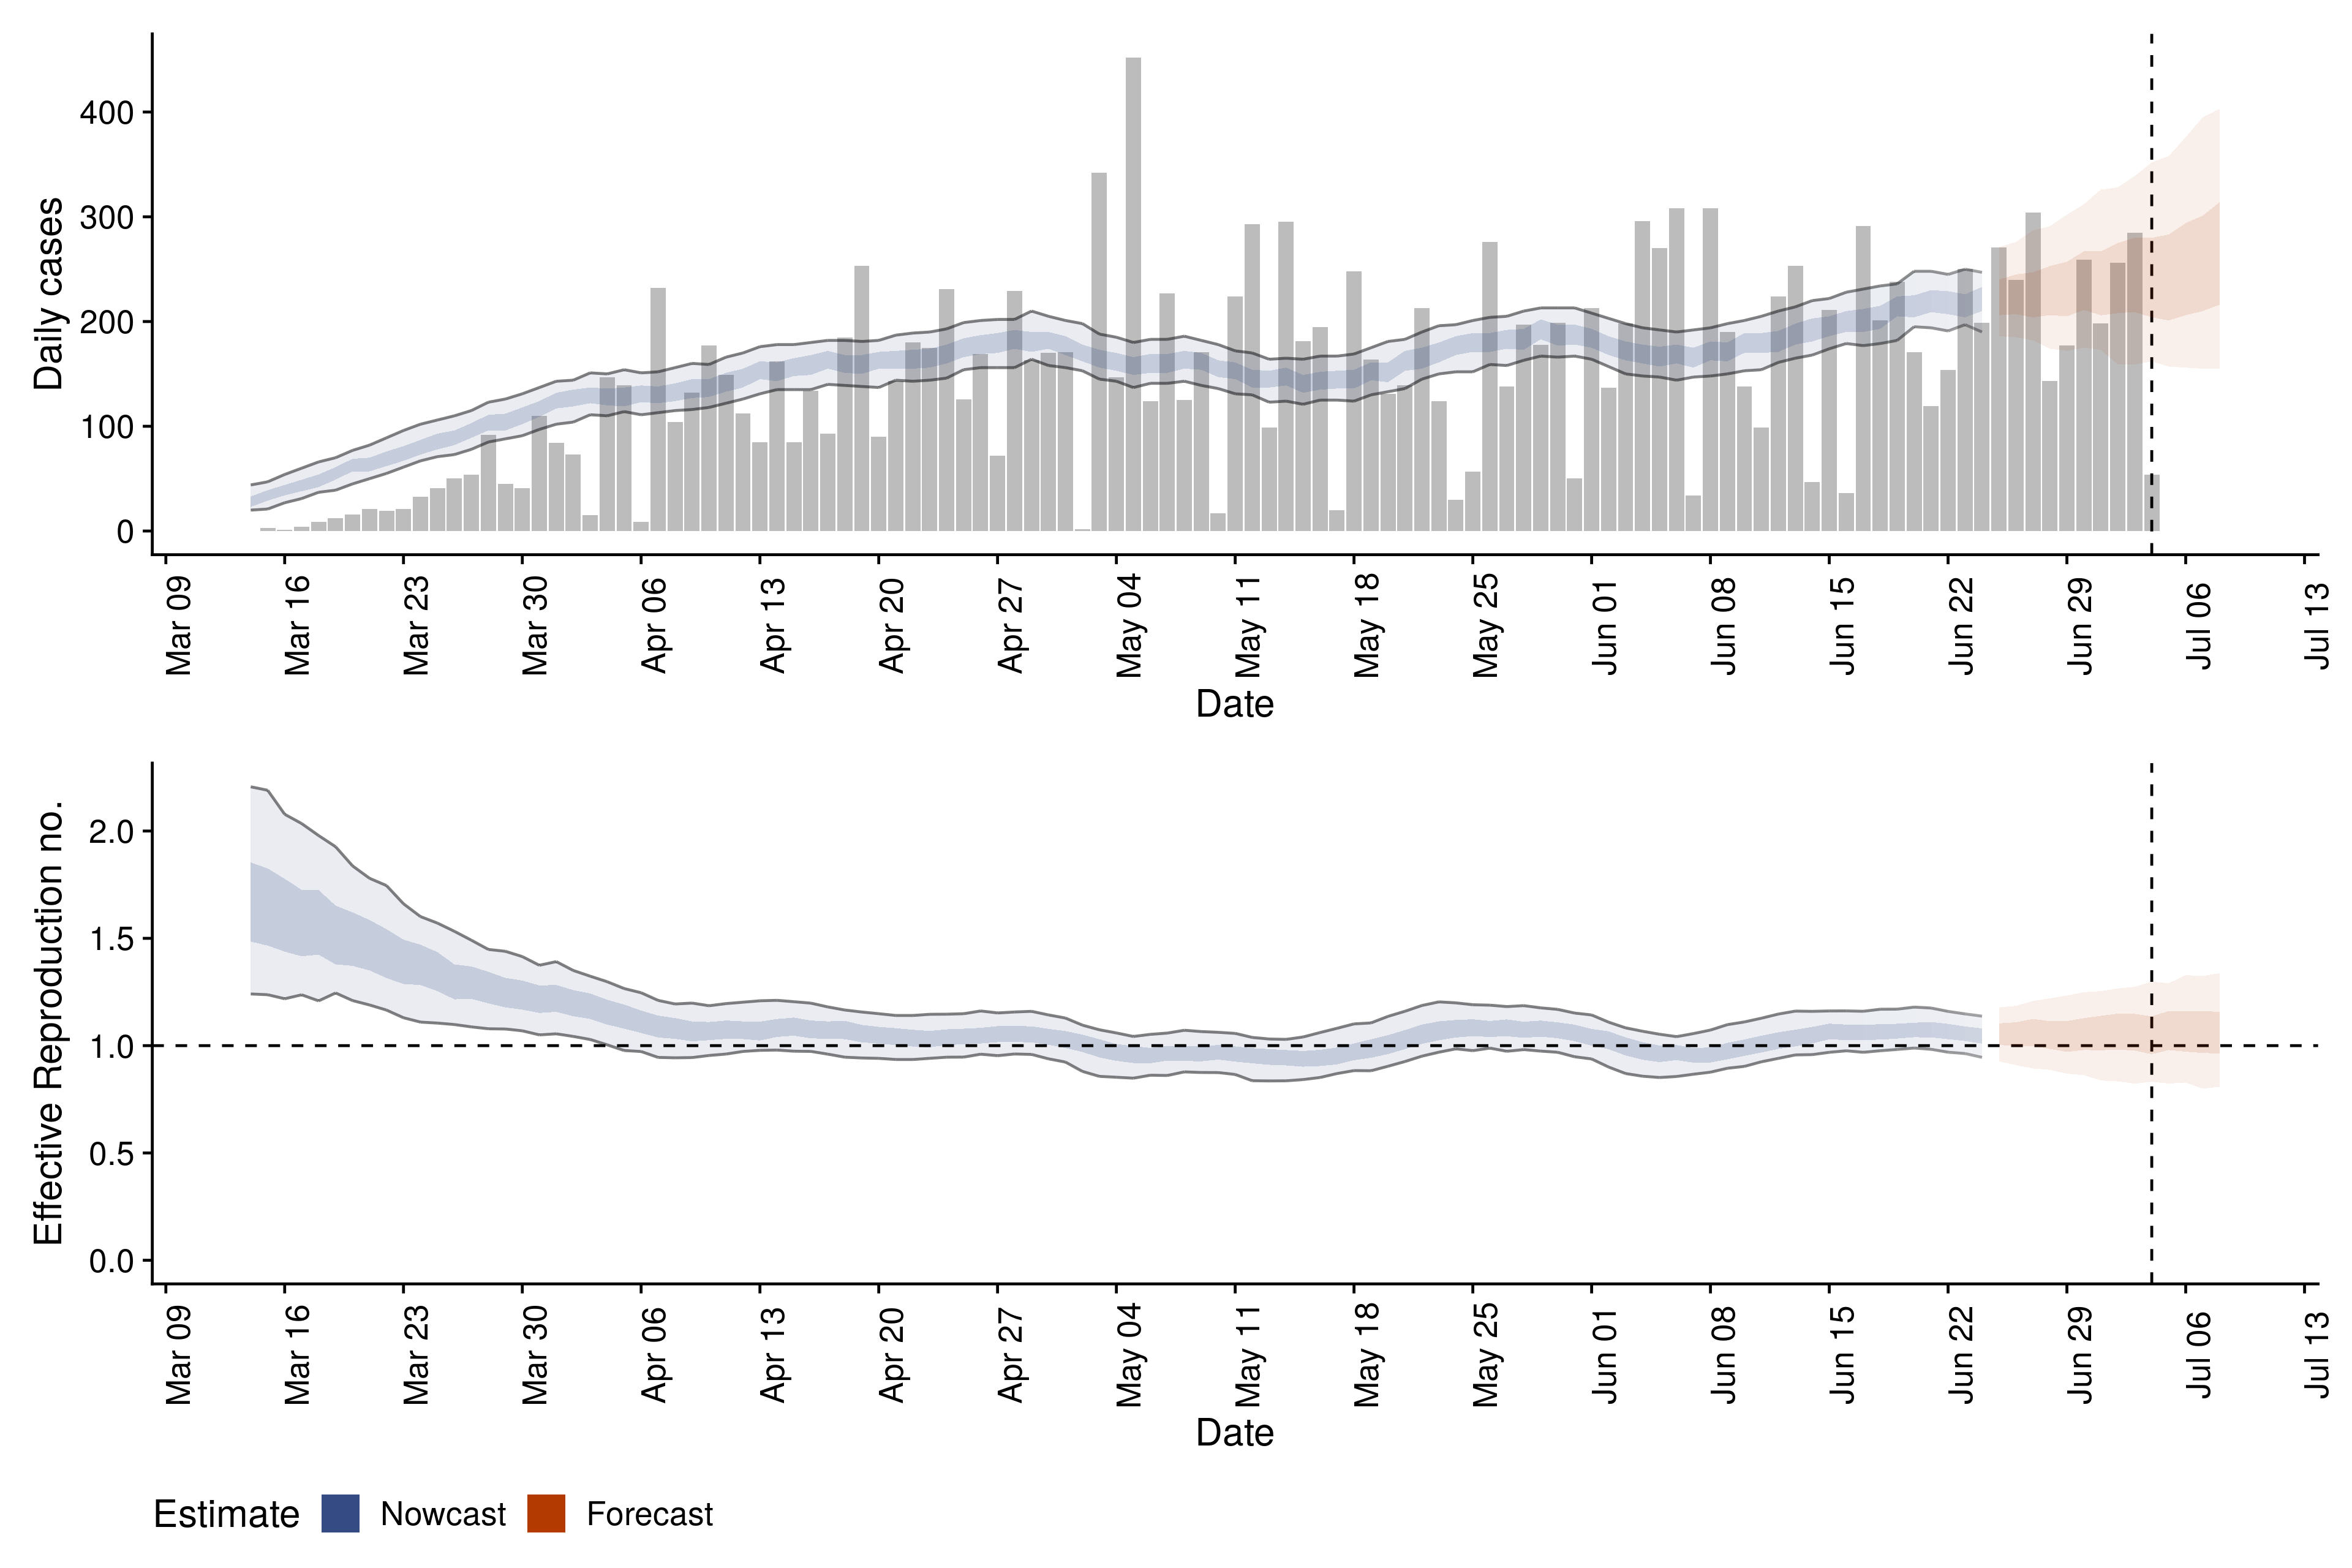 Daily cases
400
300
200
100
0
Mar 09 Mar 16 Mar 23 Mar 30 Apr 06 Apr 13 Apr 20 Apr 27 May 04 May 11 May 18 May 25 Jun 01 Jun 08 Jun 15 Jun 22 Jun 29 Jul 06 Jul 13
Date
Effective Reproduction no.
2.0
1.5
1.0
0.5
0.0
Mar 09 Mar 16 Mar 23 Mar 30 Apr 06 Apr 13 Apr 20 Apr 27 May 04 May 11 May 18 May 25 Jun 01 Jun 08 Jun 15 Jun 22 Jun 29 Jul 06 Jul 13
Date
Estimate Nowcast Forecast